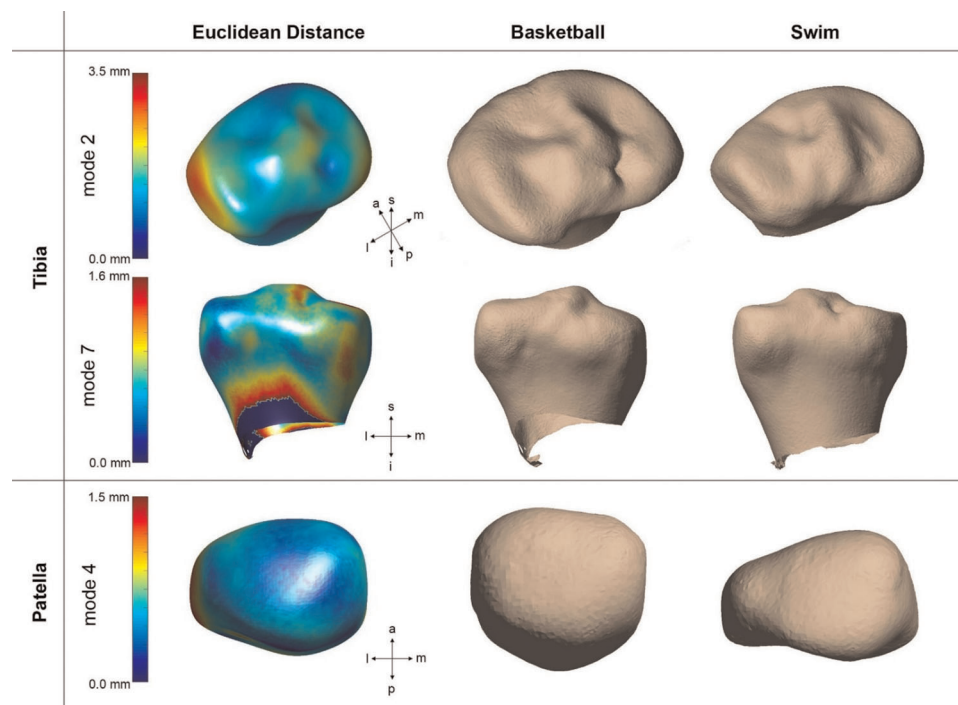 Euclidean Distance Basketball Swim
Tibia
mode 2
3.5 mm
0.0 mm
a s m
l i p
mode 7
1.6 mm
0.0 mm
s
l m
i
Patella
mode 4
1.5 mm
0.0 mm
a
l m
p